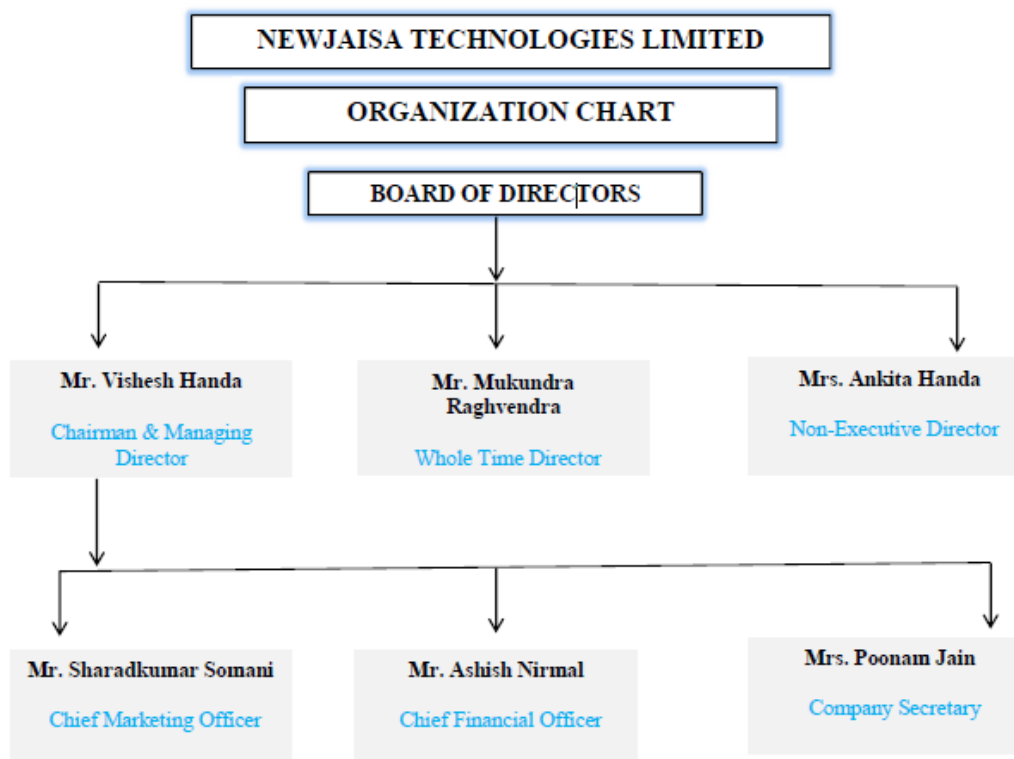 NEWJAISA TECHNOLOGIES LIMITED
ORGANIZATION CHART
BOARD OF DIRECTORS
Mr. Vishesh Handa
Chairman & Managing
Director
Mr. Mukundra
Raghvendra
Whole Time Director
Mrs. Ankita Handa
Non-Executive Director
Mr. Sharadkumar Somani
Chief Marketing Officer
Mr. Ashish Nirmal
Chief Financial Officer
Mrs. Poonam Jain
Company Secretary